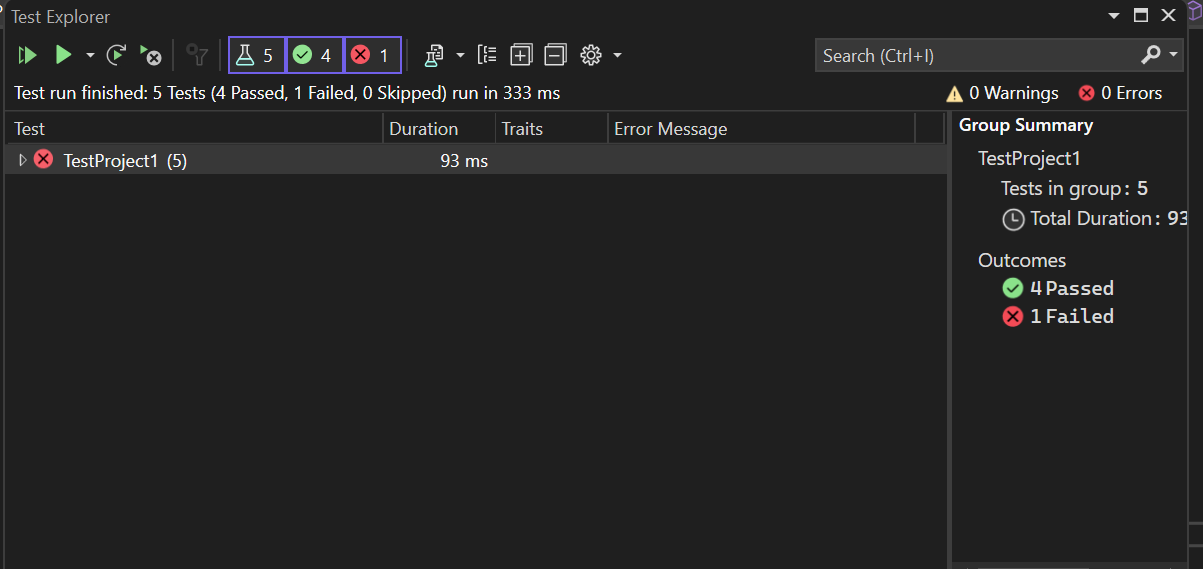 Test Explorer
5 4 1
Search (Ctrl+I)
Test run finished: 5 Tests (4 Passed, 1 Failed, 0 Skipped) run in 333 ms
0 Warnings 0 Errors
Test Duration Traits Error Message
TestProject1 (5) 93 ms
Group Summary
TestProject1
Tests in group: 5
Total Duration: 93
Outcomes
4 Passed
1 Failed